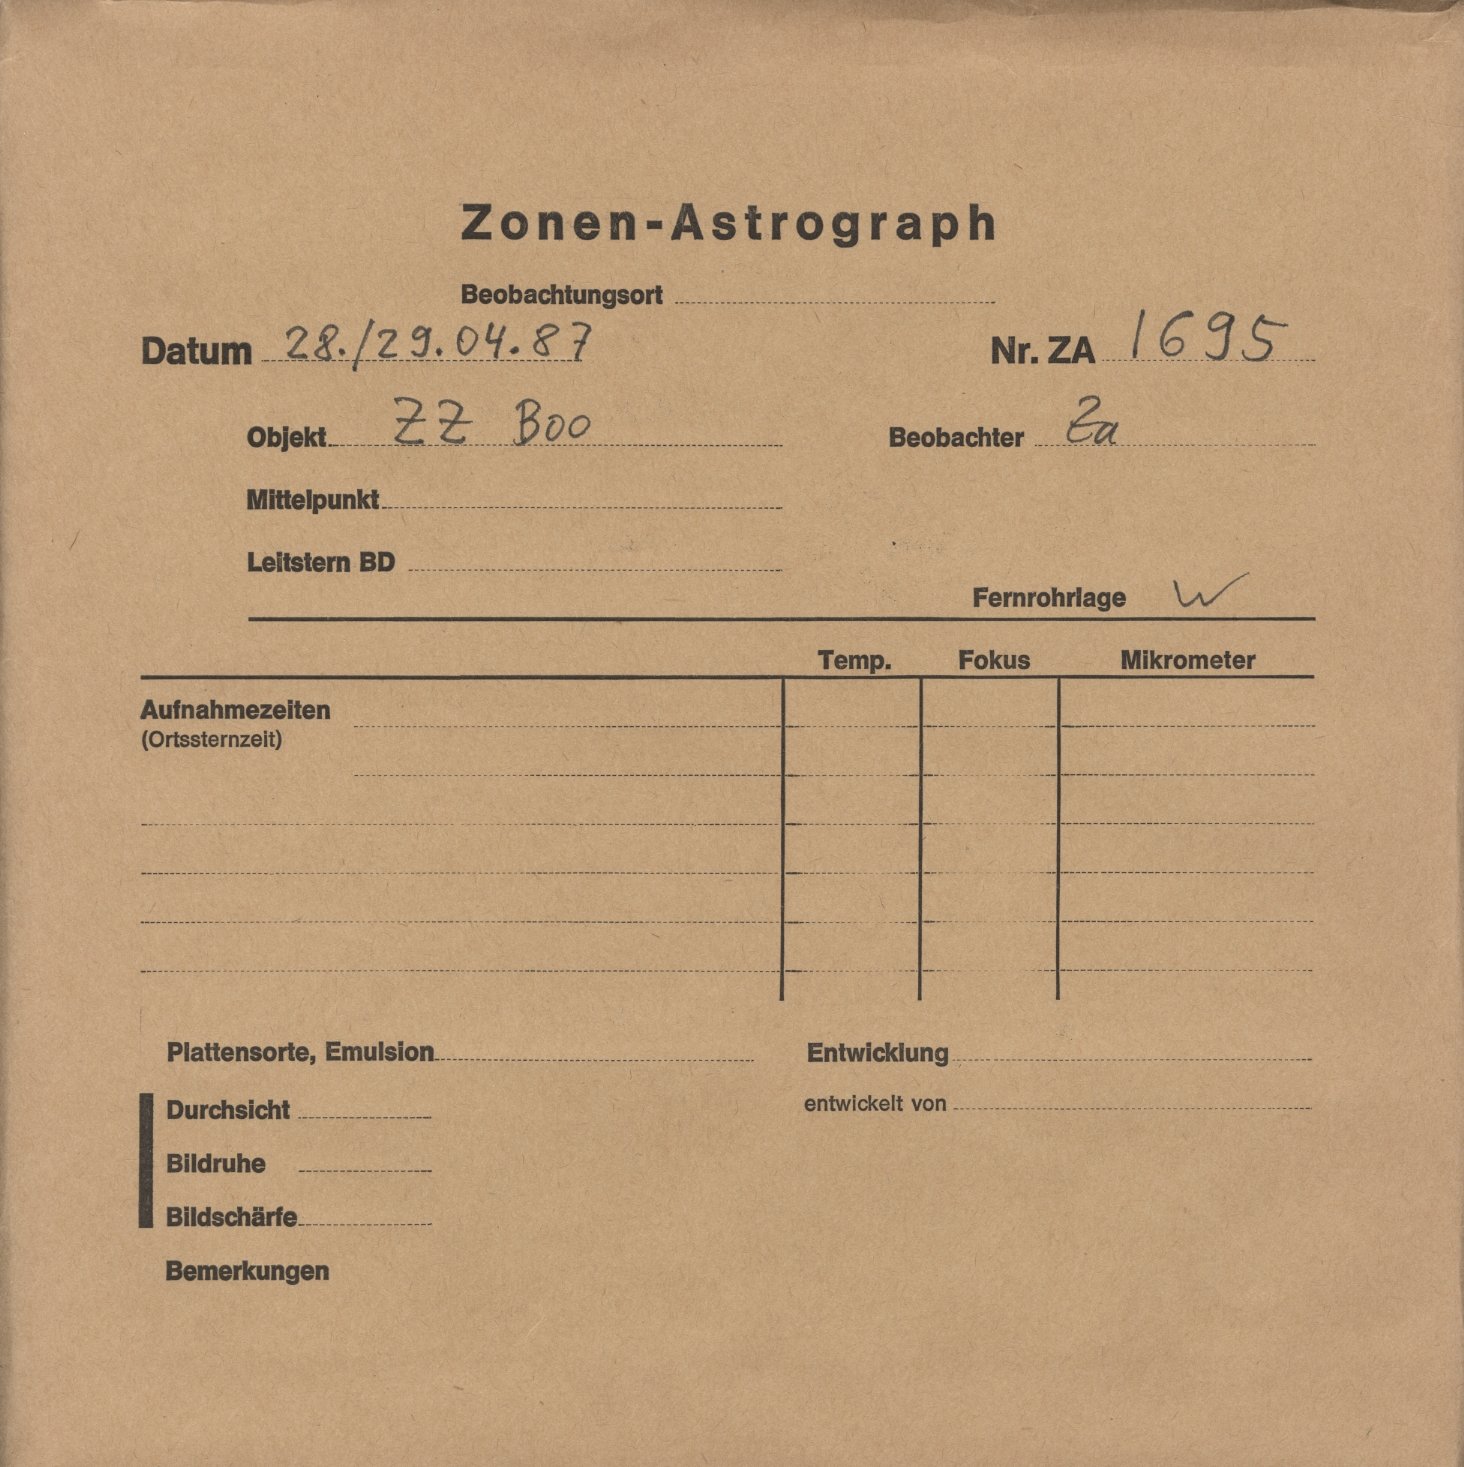 Zonen-Astrograph
Beobachtungsort
Datum 28./29.04.87 Nr. ZA 1695
Objekt ZZ Boo Beobachter Za
Mittelpunkt
Leitstern BD
Fernrohrlage W
Temp. Fokus Mikrometer
Aufnahmezeiten
(Ortssternzeit)
Plattensorte, Emulsion Entwicklung
Durchsicht entwickelt von
Bildruhe
Bildschärfe
Bemerkungen